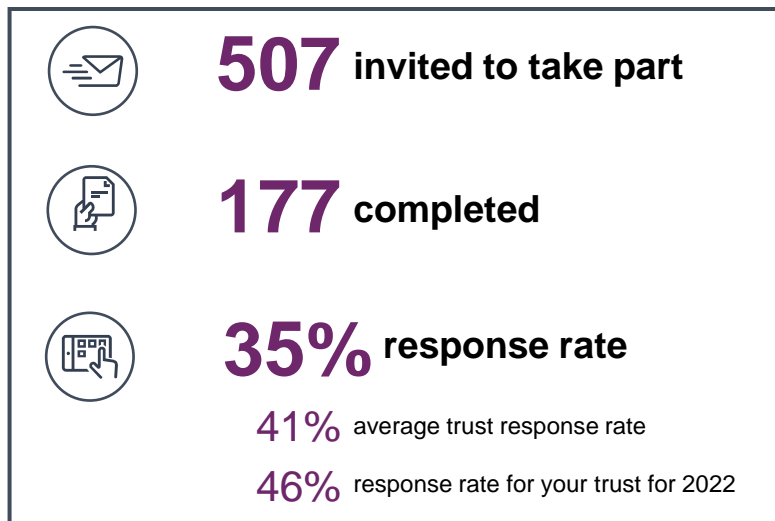 507 invited to take part
177 completed
35% response rate
41% average trust response rate
46% response rate for your trust for 2022